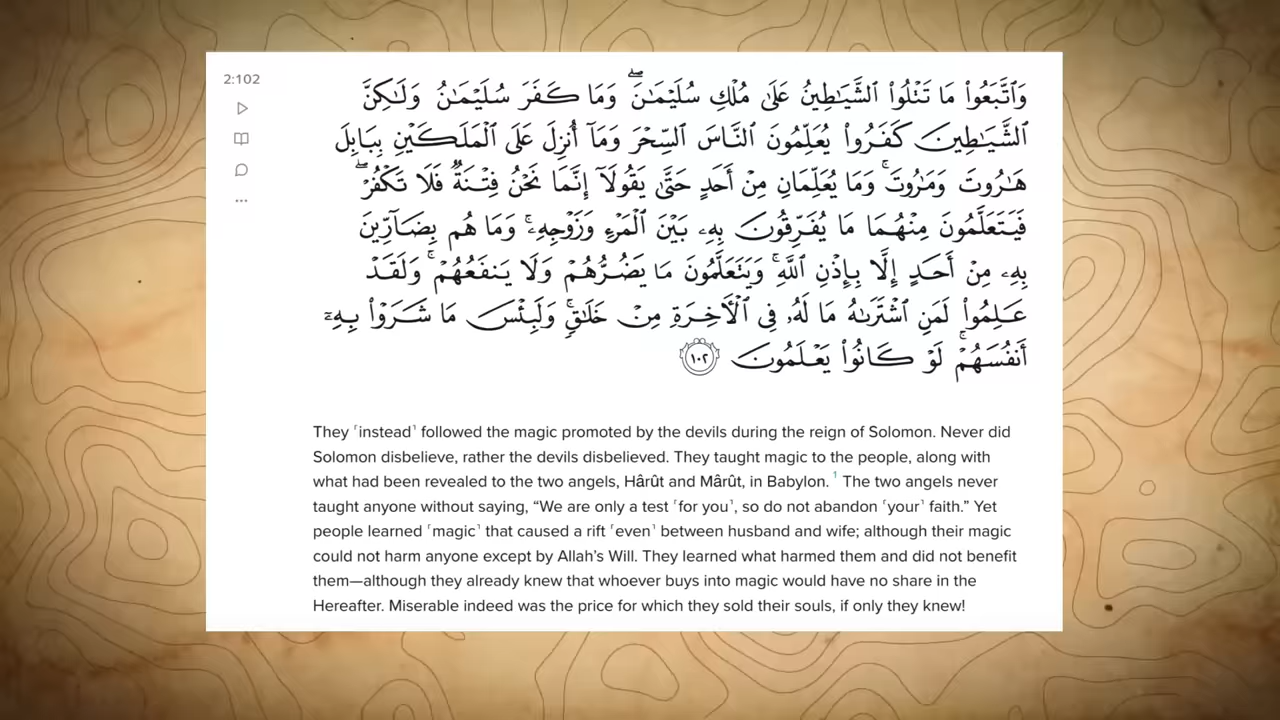 2:102
وَٱتَّبَعُوا۟ مَا تَتْلُوا۟ ٱلشَّيَـٰطِينُ عَلَىٰ مُلْكِ سُلَيْمَـٰنَ ۖ وَمَا كَفَرَ سُلَيْمَـٰنُ وَلَـٰكِنَّ
ٱلشَّيَـٰطِينَ كَفَرُوا۟ يُعَلِّمُونَ ٱلنَّاسَ ٱلسِّحْرَ وَمَآ أُنزِلَ عَلَى ٱلْمَلَكَيْنِ بِبَابِلَ
هَـٰرُوتَ وَمَـٰرُوتَ ۚ وَمَا يُعَلِّمَانِ مِنْ أَحَدٍ حَتَّىٰ يَقُولَآ إِنَّمَا نَحْنُ فِتْنَةٌ فَلَا تَكْفُرْ ۖ
فَيَتَعَلَّمُونَ مِنْهُمَا مَا يُفَرِّقُونَ بِهِۦ بَيْنَ ٱلْمَرْءِ وَزَوْجِهِۦ ۚ وَمَا هُم بِضَآرِّينَ
بِهِۦ مِنْ أَحَدٍ إِلَّا بِإِذْنِ ٱللَّهِ ۚ وَيَتَعَلَّمُونَ مَا يَضُرُّهُمْ وَلَا يَنفَعُهُمْ ۚ وَلَقَدْ
عَلِمُوا۟ لَمَنِ ٱشْتَرَىٰهُ مَا لَهُۥ فِى ٱلْـَٔاخِرَةِ مِنْ خَلَـٰقٍ ۚ وَلَبِئْسَ مَا شَرَوْا۟ بِهِۦٓ
أَنفُسَهُمْ ۚ لَوْ كَانُوا۟ يَعْلَمُونَ ١٠٢
They ˹instead˺ followed the magic promoted by the devils during the reign of Solomon. Never did
Solomon disbelieve, rather the devils disbelieved. They taught magic to the people, along with
what had been revealed to the two angels, Hârût and Mârût, in Babylon. 1 The two angels never
taught anyone without saying, “We are only a test ˹for you˺, so do not abandon ˹your˺ faith.” Yet
people learned ˹magic˺ that caused a rift ˹even˺ between husband and wife; although their magic
could not harm anyone except by Allah’s Will. They learned what harmed them and did not benefit
them—although they already knew that whoever buys into magic would have no share in the
Hereafter. Miserable indeed was the price for which they sold their souls, if only they knew!